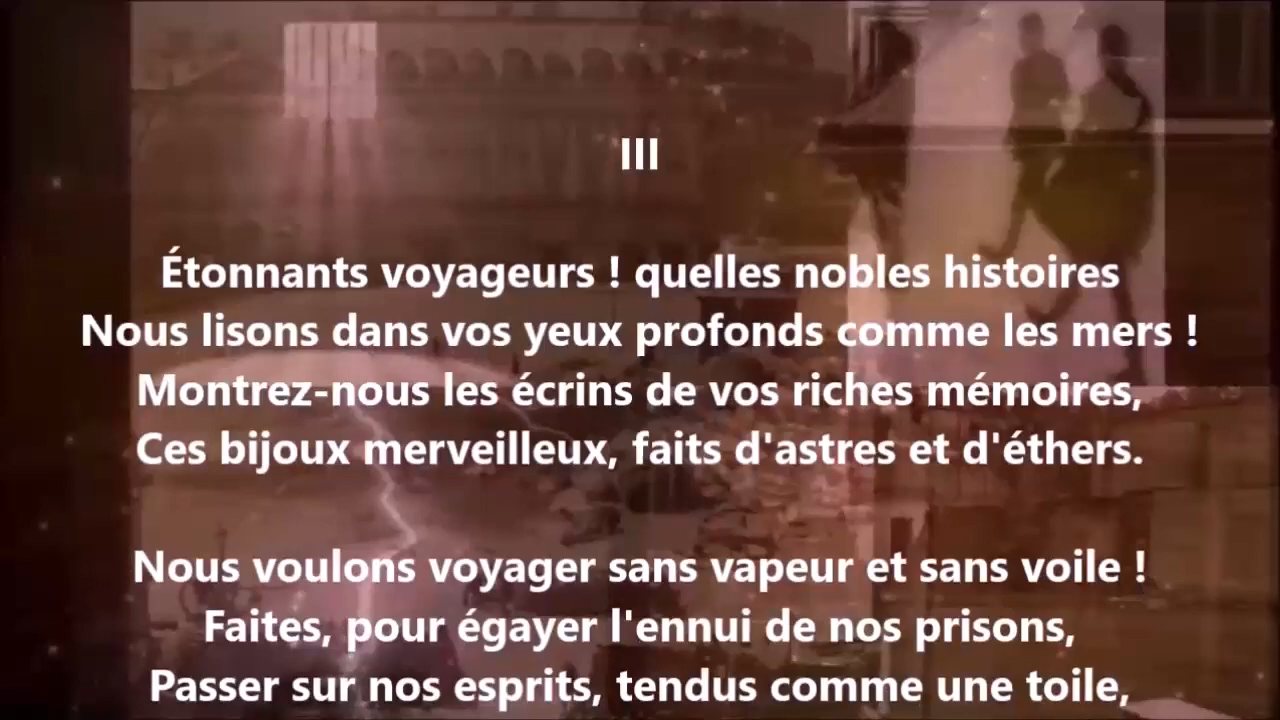 III
Étonnants voyageurs ! quelles nobles histoires
Nous lisons dans vos yeux profonds comme les mers !
Montrez-nous les écrins de vos riches mémoires,
Ces bijoux merveilleux, faits d'astres et d'éthers.
Nous voulons voyager sans vapeur et sans voile !
Faites, pour égayer l'ennui de nos prisons,
Passer sur nos esprits, tendus comme une toile,